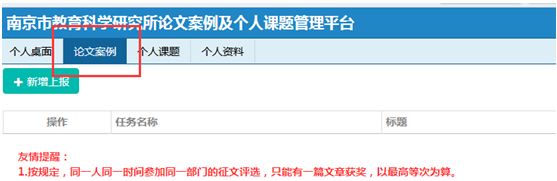 南京市教育科学研究所论文案例及个人课题管理平台
个人桌面 论文案例 个人课题 个人资料
+ 新增上报
操作 任务名称 标题
友情提醒：
1.按规定，同一人同一时间参加同一部门的征文评选，只能有一篇文章获奖，以最高等次为算。